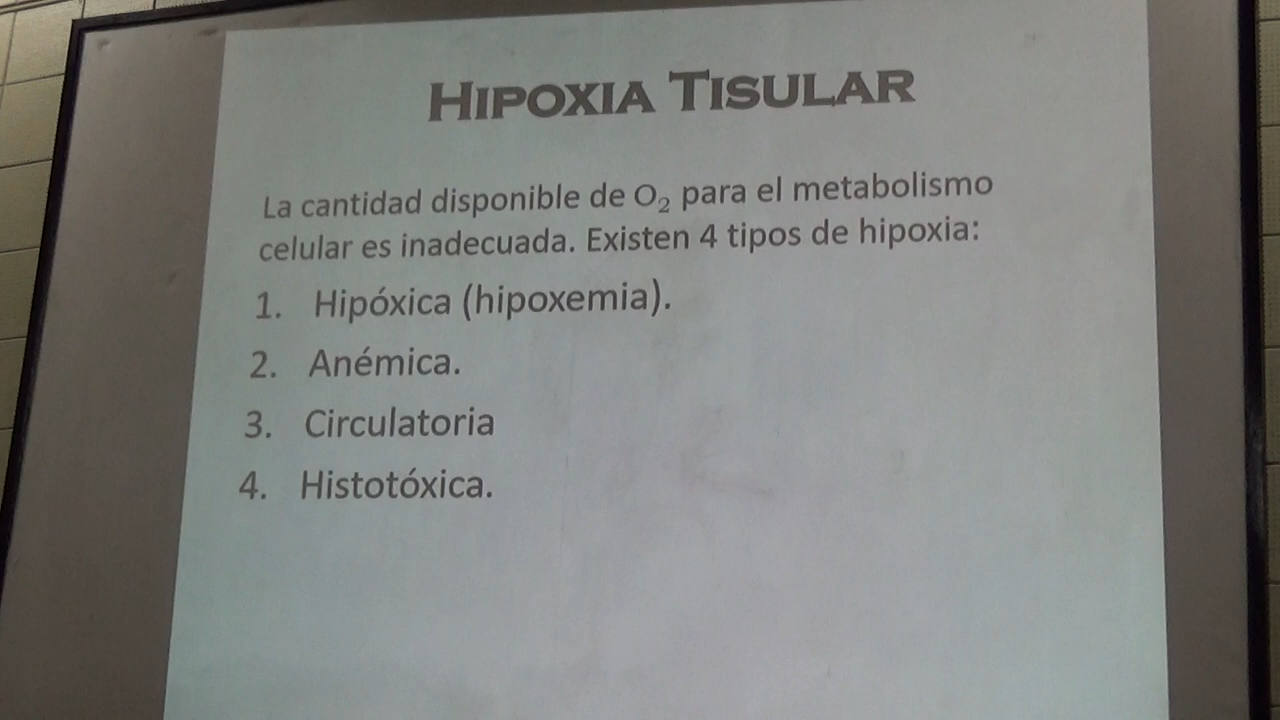 HIPOXIA TISULAR
La cantidad disponible de O₂ para el metabolismo
celular es inadecuada. Existen 4 tipos de hipoxia:
1. Hipóxica (hipoxemia).
2. Anémica.
3. Circulatoria
4. Histotóxica.